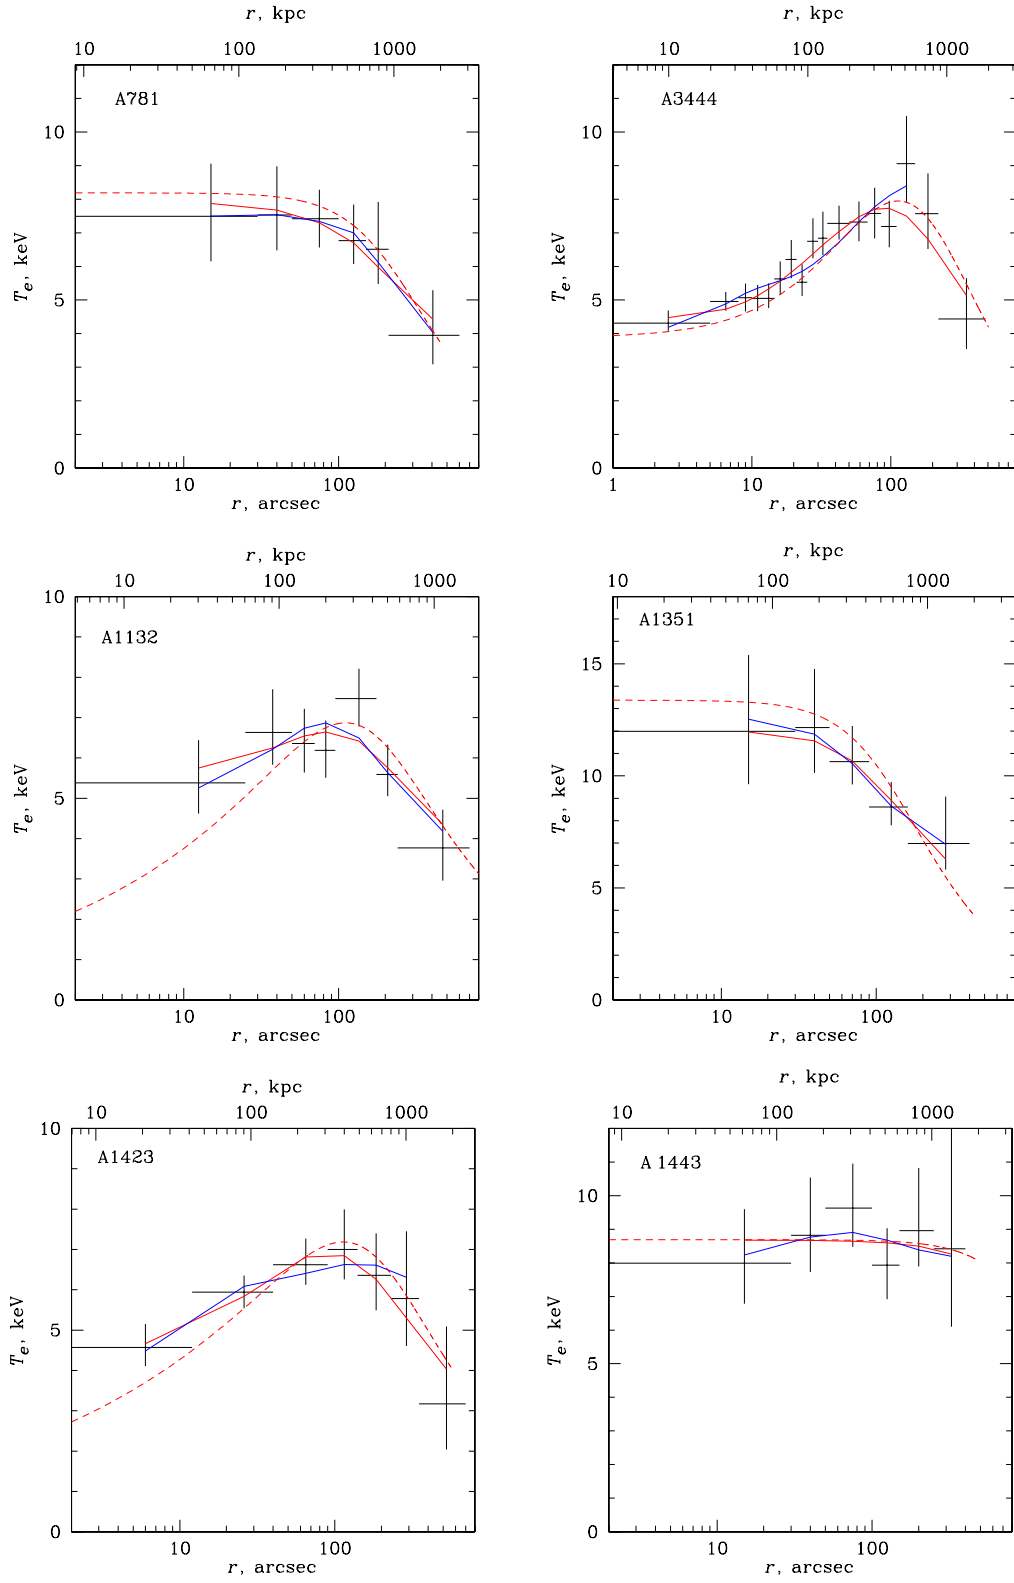 r, kpc
10 100 1000
A781
10
5
0
T_e, keV
10 100
r, arcsec
r, kpc
10 100 1000
A3444
10
5
0
T_e, keV
1 10 100
r, arcsec
r, kpc
10 100 1000
A1132
10
5
0
T_e, keV
10 100
r, arcsec
r, kpc
10 100 1000
A1351
15
10
5
0
T_e, keV
10 100
r, arcsec
r, kpc
10 100 1000
A1423
10
5
0
T_e, keV
10 100
r, arcsec
r, kpc
10 100 1000
A1443
10
5
0
T_e, keV
10 100
r, arcsec